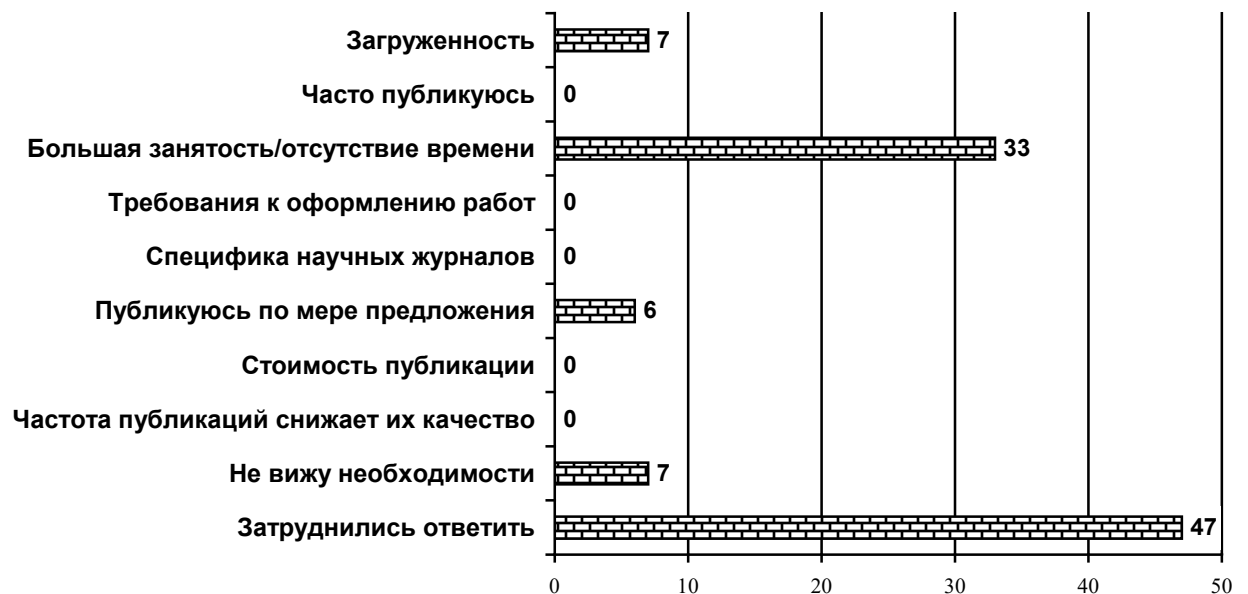 Загруженность 7
Часто публикуюсь 0
Большая занятость/отсутствие времени 33
Требования к оформлению работ 0
Специфика научных журналов 0
Публикуюсь по мере предложения 6
Стоимость публикации 0
Частота публикаций снижает их качество 0
Не вижу необходимости 7
Затруднились ответить 47
0 10 20 30 40 50